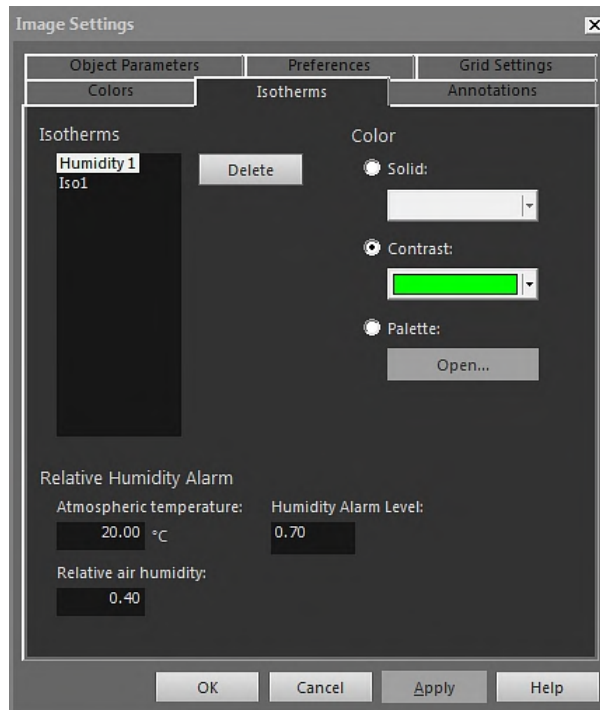 Image Settings
Object Parameters Preferences Grid Settings
Colors Isotherms Annotations
Isotherms
Humidity 1
Iso1
Delete
Color
Solid:
Contrast:
Palette:
Open...
Relative Humidity Alarm
Atmospheric temperature: Humidity Alarm Level:
20.00 °C 0.70
Relative air humidity:
0.40
OK Cancel Apply Help